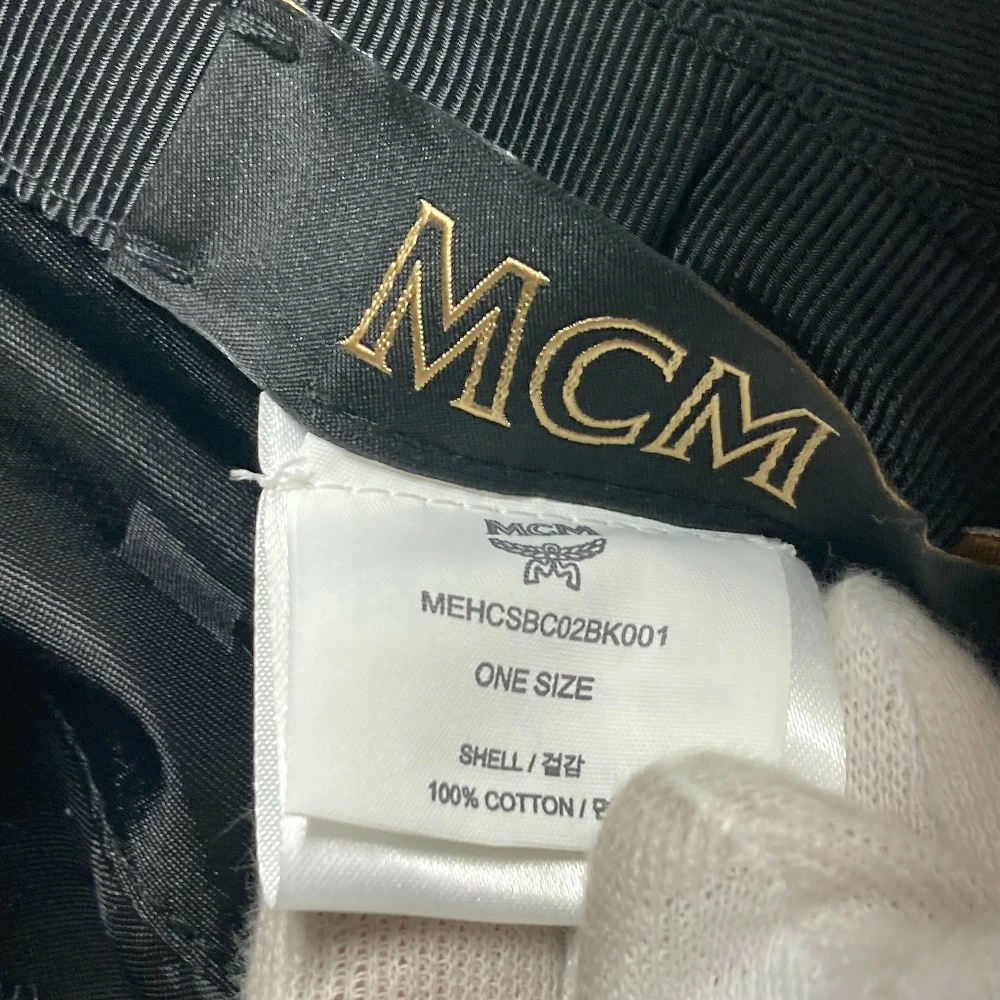 MCM
MCM
M
MEHCSBC02BK001
ONE SIZE
SHELL / 겉감
100% COTTON /